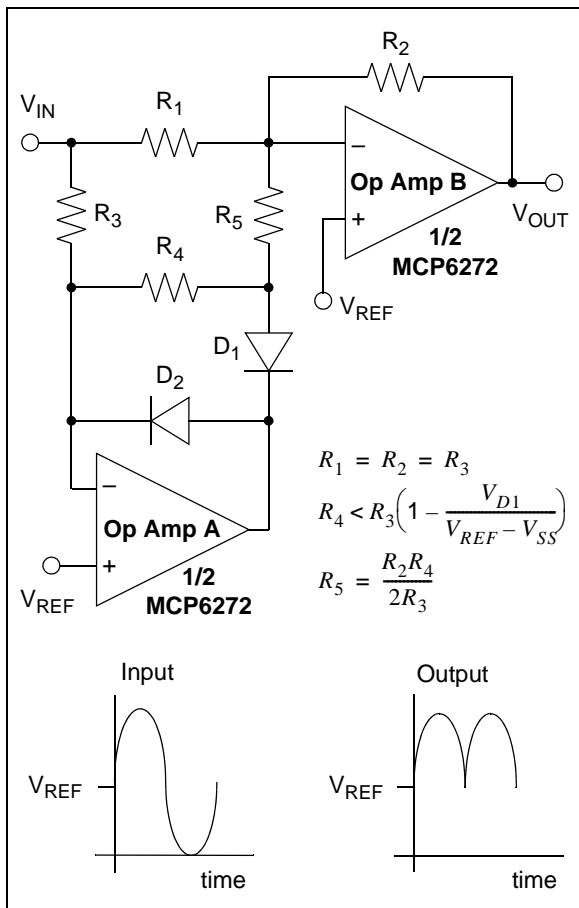 R2
VIN
R1
−
Op Amp B
R3
R5
VOUT
+
R4
1/2
MCP6272
VREF
D1
D2
R1 = R2 = R3
−
R4 < R3(1 − VD1/(VREF − VSS))
Op Amp A
+
1/2
R5 = R2R4/2R3
VREF
MCP6272
Input
Output
VREF
VREF
time
time